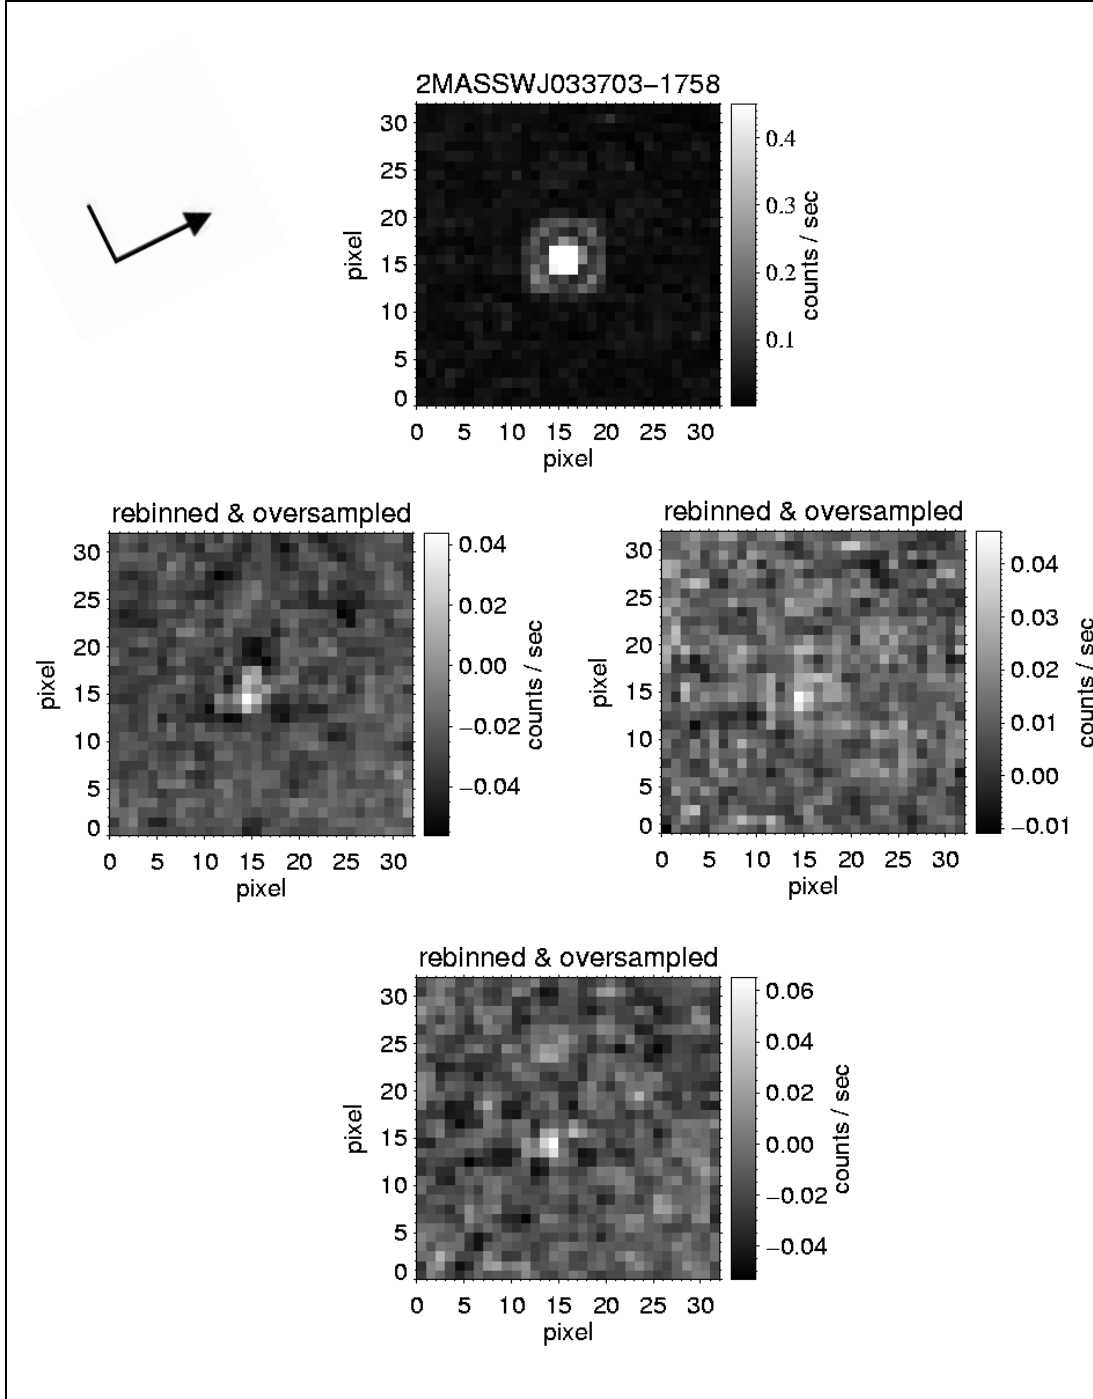 2MASSWJ033703−1758
30
25
20
15
10
5
0
pixel
0 5 10 15 20 25 30
pixel
0.4
0.3
0.2
0.1
counts / sec
rebinned & oversampled
30
25
20
15
10
5
0
pixel
0 5 10 15 20 25 30
pixel
0.04
0.02
0.00
−0.02
−0.04
counts / sec
rebinned & oversampled
30
25
20
15
10
5
0
pixel
0 5 10 15 20 25 30
pixel
0.04
0.03
0.02
0.01
0.00
−0.01
counts / sec
rebinned & oversampled
30
25
20
15
10
5
0
pixel
0 5 10 15 20 25 30
pixel
0.06
0.04
0.02
0.00
−0.02
−0.04
counts / sec